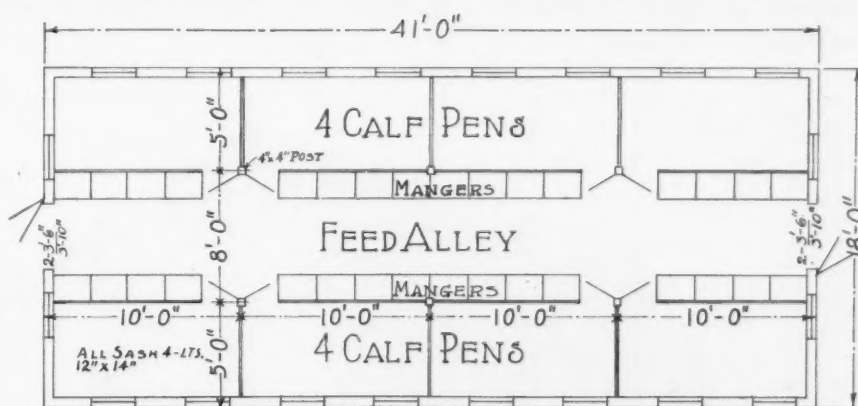 41'-0"
5'-0"
4 CALF PENS
4"x4" POST
MANGERS
2-3'-6"
3'-10"
8'-0"
FEED ALLEY
2-3'-6"
3'-10"
18'-0"
MANGERS
10'-0" 10'-0" 10'-0" 10'-0"
ALL SASH 4-LTS.
12"x14"
5'-0"
4 CALF PENS